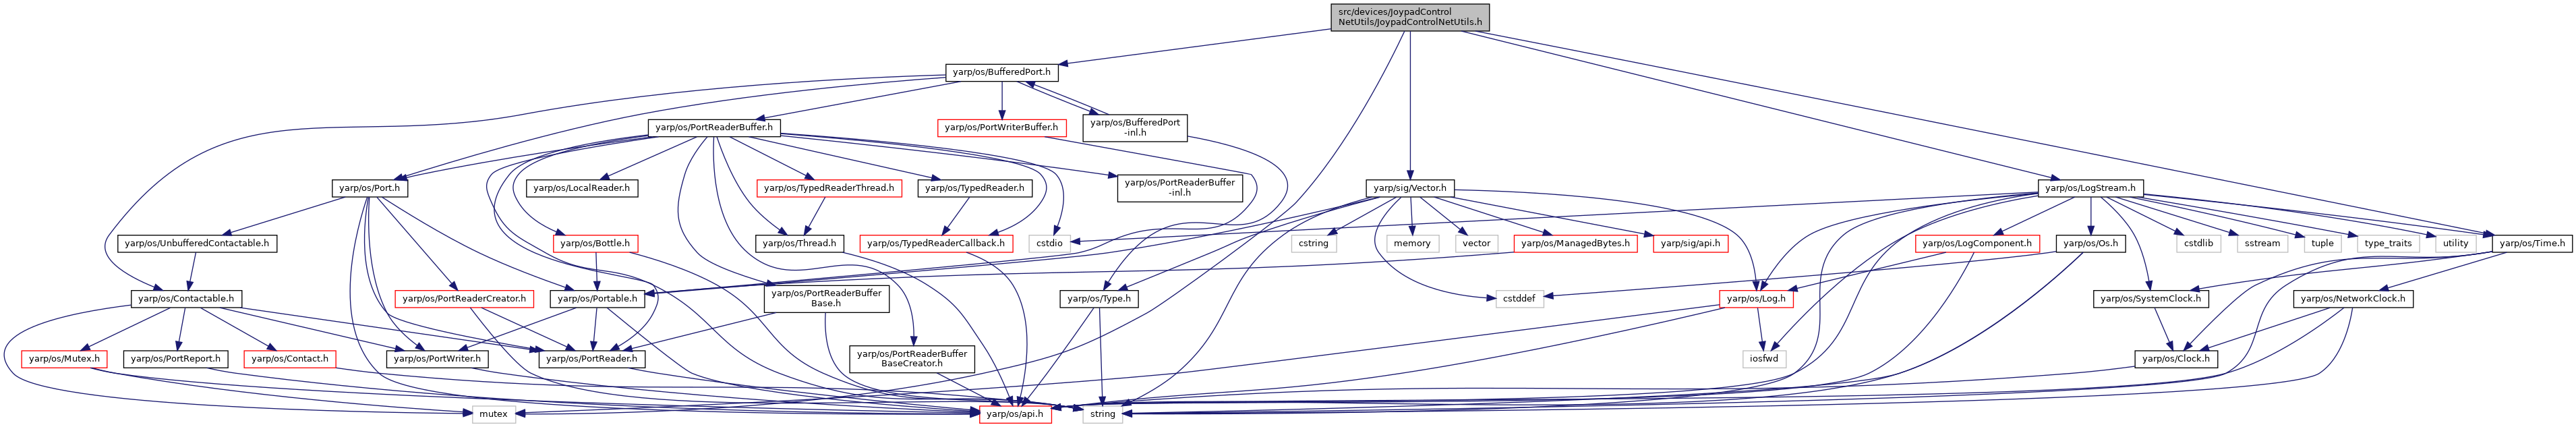 src/devices/JoypadControl
NetUtils/JoypadControlNetUtils.h
yarp/os/BufferedPort.h
yarp/os/PortReaderBuffer.h
yarp/os/PortWriterBuffer.h
yarp/os/BufferedPort
-inl.h
yarp/os/Port.h
yarp/os/LocalReader.h
yarp/os/TypedReaderThread.h
yarp/os/TypedReader.h
yarp/os/PortReaderBuffer
-inl.h
yarp/sig/Vector.h
yarp/os/LogStream.h
yarp/os/UnbufferedContactable.h
yarp/os/Bottle.h
yarp/os/Thread.h
yarp/os/TypedReaderCallback.h
cstdio
cstring
memory
vector
yarp/os/ManagedBytes.h
yarp/sig/api.h
yarp/os/LogComponent.h
yarp/os/Os.h
cstdlib
sstream
tuple
type_traits
utility
yarp/os/Time.h
yarp/os/Contactable.h
yarp/os/PortReaderCreator.h
yarp/os/Portable.h
yarp/os/PortReaderBuffer
Base.h
yarp/os/Type.h
cstddef
yarp/os/Log.h
yarp/os/SystemClock.h
yarp/os/NetworkClock.h
yarp/os/Mutex.h
yarp/os/PortReport.h
yarp/os/Contact.h
yarp/os/PortWriter.h
yarp/os/PortReader.h
yarp/os/PortReaderBuffer
BaseCreator.h
iosfwd
yarp/os/Clock.h
mutex
yarp/os/api.h
string